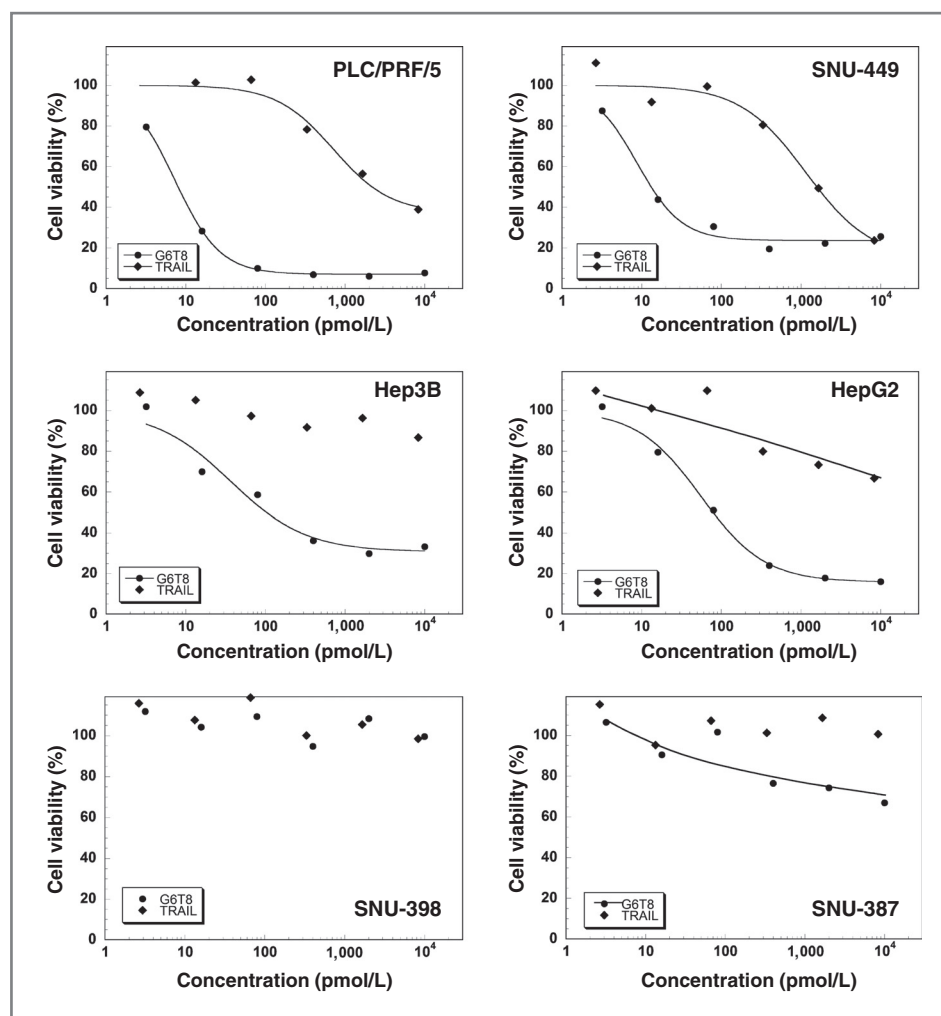 PLC/PRF/5
Cell viability (%)
100
80
60
40
20
0
G6T8
TRAIL
1
10
100
1,000
10⁴
Concentration (pmol/L)
SNU-449
Cell viability (%)
100
80
60
40
20
0
G6T8
TRAIL
1
10
100
1,000
10⁴
Concentration (pmol/L)
Hep3B
Cell viability (%)
100
80
60
40
20
0
G6T8
TRAIL
1
10
100
1,000
10⁴
Concentration (pmol/L)
HepG2
Cell viability (%)
100
80
60
40
20
0
G6T8
TRAIL
1
10
100
1,000
10⁴
Concentration (pmol/L)
Cell viability (%)
100
80
60
40
20
0
G6T8
TRAIL
SNU-398
1
10
100
1,000
10⁴
Concentration (pmol/L)
Cell viability (%)
100
80
60
40
20
0
G6T8
TRAIL
SNU-387
1
10
100
1,000
10⁴
Concentration (pmol/L)